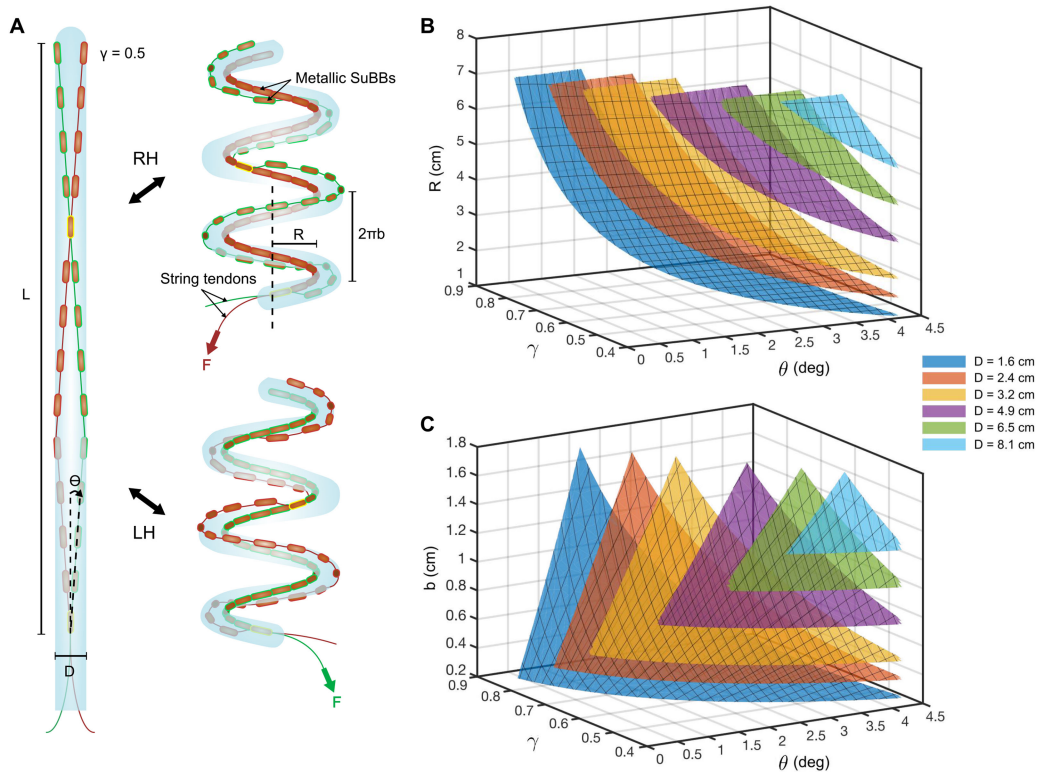 A
γ = 0.5
Metallic SuBBs
RH
L
R
2πb
String tendons
F
Θ
LH
D
F
B
8
7
6
5
4
3
2
1
R (cm)
0.9
0.8
0.7
0.6
0.5
0.4
γ
0
0.5
1
1.5
2
2.5
3
3.5
4
4.5
θ (deg)
D = 1.6 cm
D = 2.4 cm
D = 3.2 cm
D = 4.9 cm
D = 6.5 cm
D = 8.1 cm
C
1.8
1.6
1.4
1.2
1
0.8
0.6
0.4
0.2
b (cm)
0.9
0.8
0.7
0.6
0.5
0.4
γ
0
0.5
1
1.5
2
2.5
3
3.5
4
4.5
θ (deg)